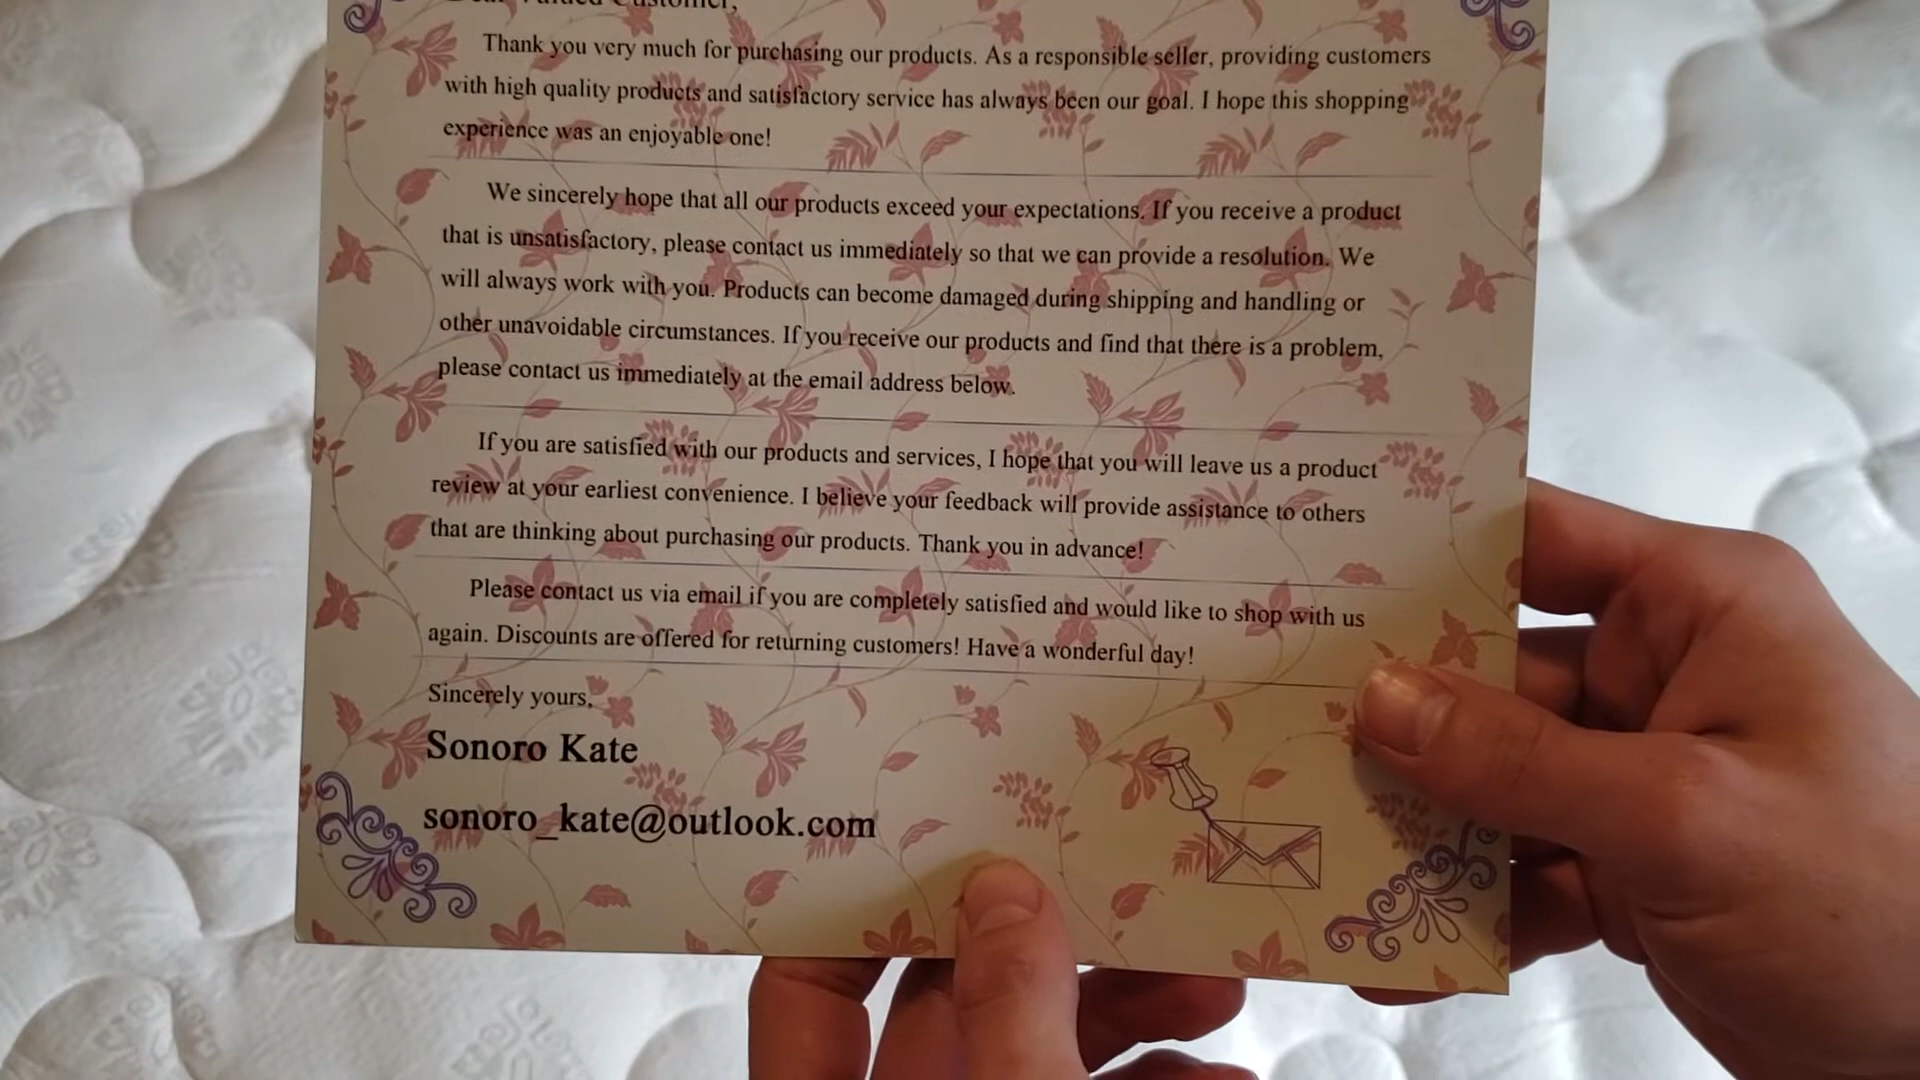 Dear Valued Customer,
Thank you very much for purchasing our products. As a responsible seller, providing customers
with high quality products and satisfactory service has always been our goal. I hope this shopping
experience was an enjoyable one!
We sincerely hope that all our products exceed your expectations. If you receive a product
that is unsatisfactory, please contact us immediately so that we can provide a resolution. We
will always work with you. Products can become damaged during shipping and handling or
other unavoidable circumstances. If you receive our products and find that there is a problem,
please contact us immediately at the email address below.
If you are satisfied with our products and services, I hope that you will leave us a product
review at your earliest convenience. I believe your feedback will provide assistance to others
that are thinking about purchasing our products. Thank you in advance!
Please contact us via email if you are completely satisfied and would like to shop with us
again. Discounts are offered for returning customers! Have a wonderful day!
Sincerely yours,
Sonoro Kate
sonoro_kate@outlook.com